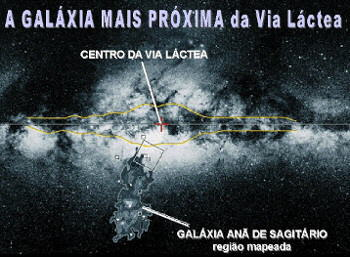 A GALÁXIA MAIS PRÓXIMA da Via Láctea
CENTRO DA VIA LÁCTEA
GALÁXIA ANÃ DE SAGITÁRIO
região mapeada